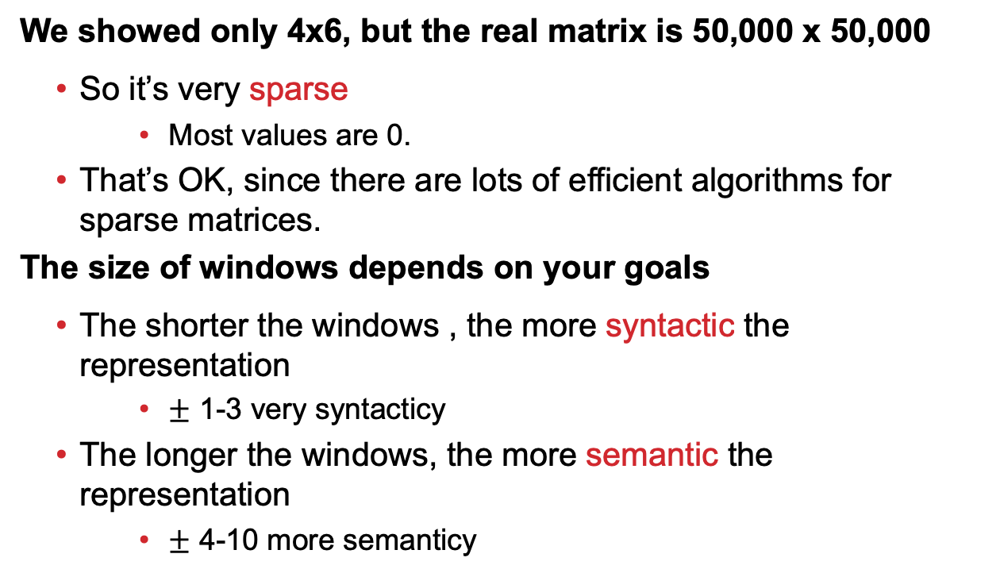 We showed only 4x6, but the real matrix is 50,000 x 50,000
• So it's very sparse
• Most values are 0.
• That's OK, since there are lots of efficient algorithms for
sparse matrices.
The size of windows depends on your goals
• The shorter the windows , the more syntactic the
representation
• ± 1-3 very syntacticy
• The longer the windows, the more semantic the
representation
• ± 4-10 more semanticy